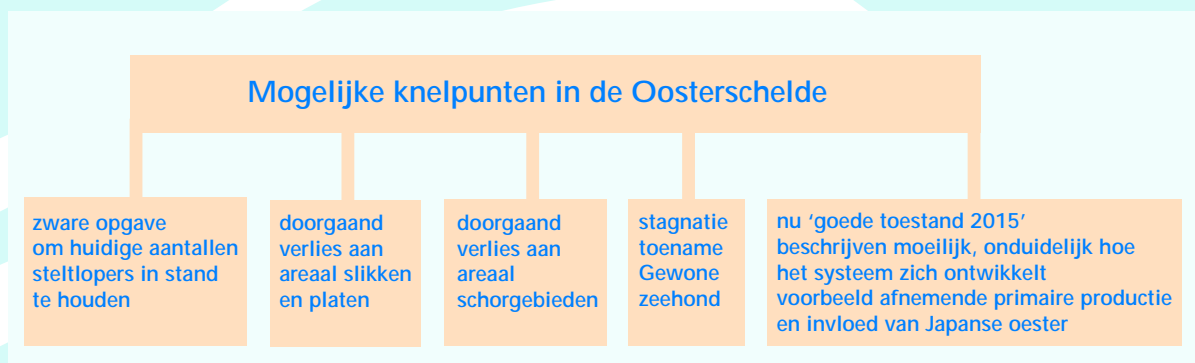 Mogelijke knelpunten in de Oosterschelde
zware opgave
om huidige aantallen
steltlopers in stand
te houden
doorgaand
verlies aan
areaal slikken
en platen
doorgaand
verlies aan
areaal
schorgebieden
stagnatie
toename
Gewone
zeehond
nu ‘goede toestand 2015’
beschrijven moeilijk, onduidelijk hoe
het systeem zich ontwikkelt
voorbeeld afnemende primaire productie
en invloed van Japanse oester